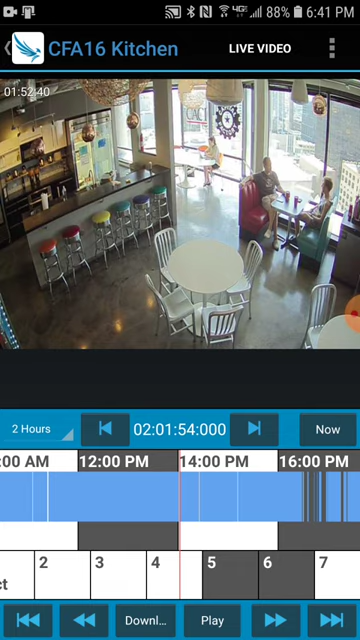 4G LTE 88% 6:41 PM
CFA16 Kitchen LIVE VIDEO
01:52:40
2 Hours 02:01:54:000 Now
:00 AM 12:00 PM 14:00 PM 16:00 PM
2 3 4 5 6 7
ct
Downl... Play